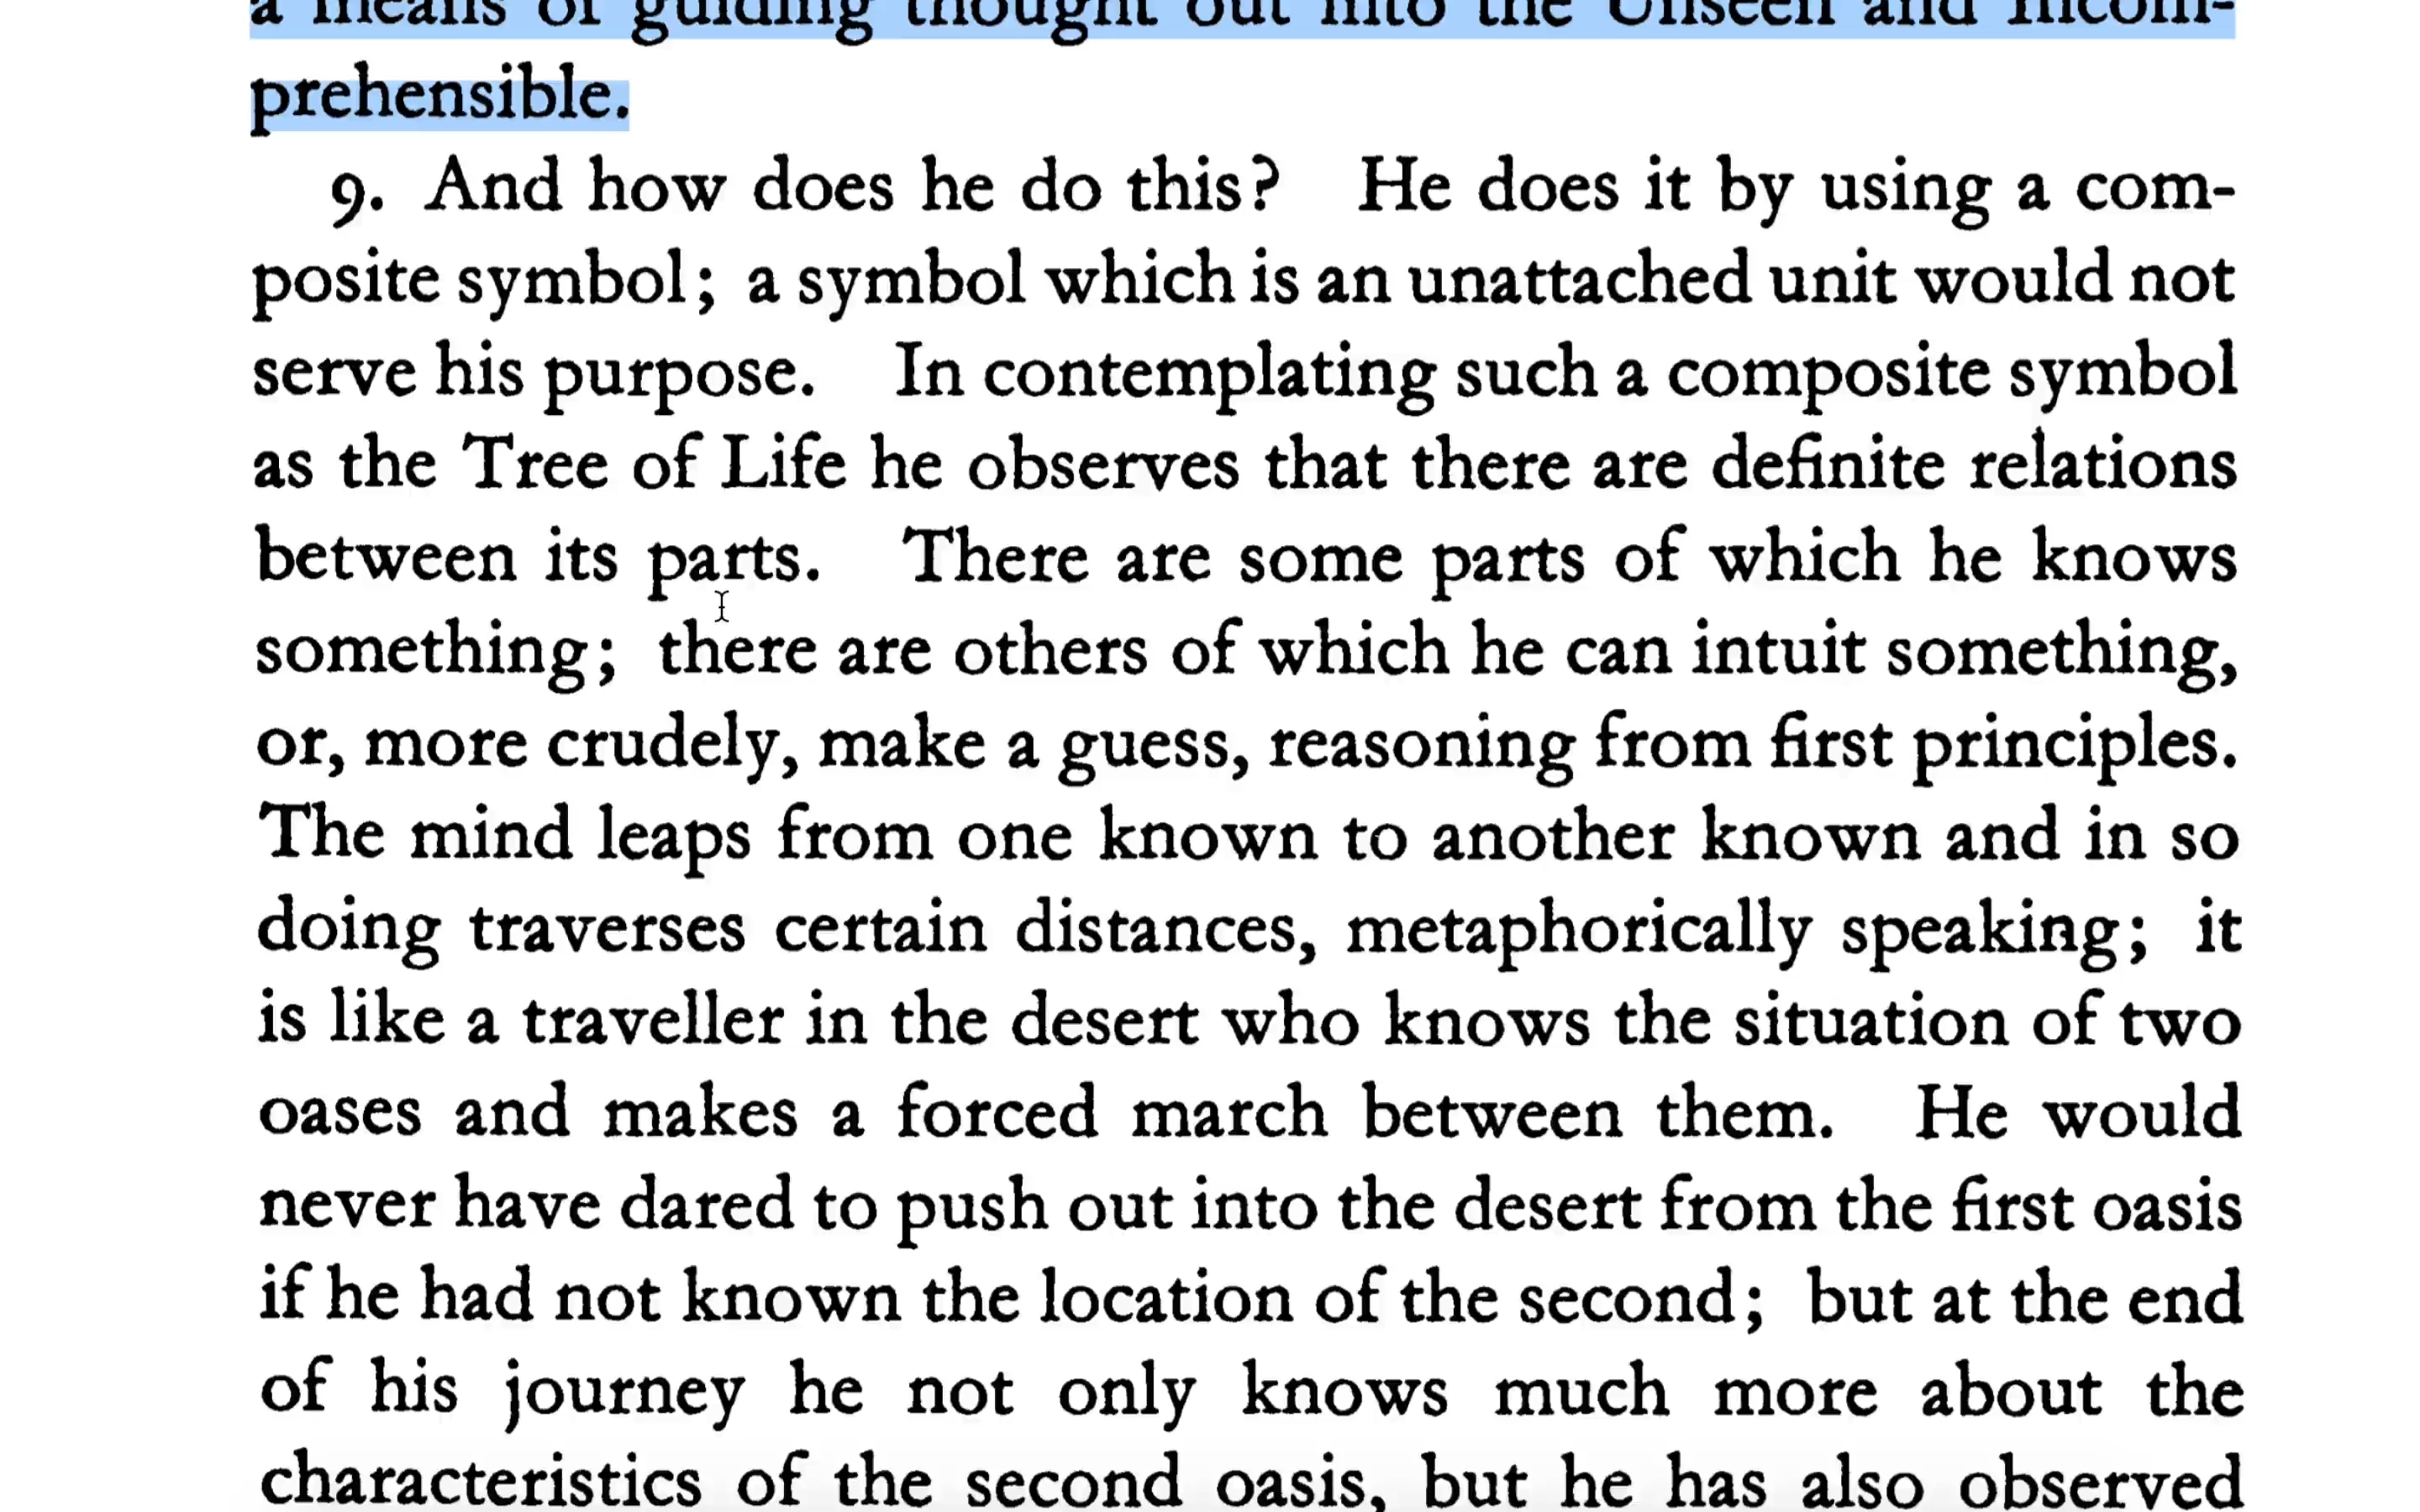 a means of guiding thought out into the Unseen and Incom-
prehensible.
9. And how does he do this? He does it by using a com-
posite symbol; a symbol which is an unattached unit would not
serve his purpose. In contemplating such a composite symbol
as the Tree of Life he observes that there are definite relations
between its parts. There are some parts of which he knows
something; there are others of which he can intuit something,
or, more crudely, make a guess, reasoning from first principles.
The mind leaps from one known to another known and in so
doing traverses certain distances, metaphorically speaking; it
is like a traveller in the desert who knows the situation of two
oases and makes a forced march between them. He would
never have dared to push out into the desert from the first oasis
if he had not known the location of the second; but at the end
of his journey he not only knows much more about the
characteristics of the second oasis, but he has also observed